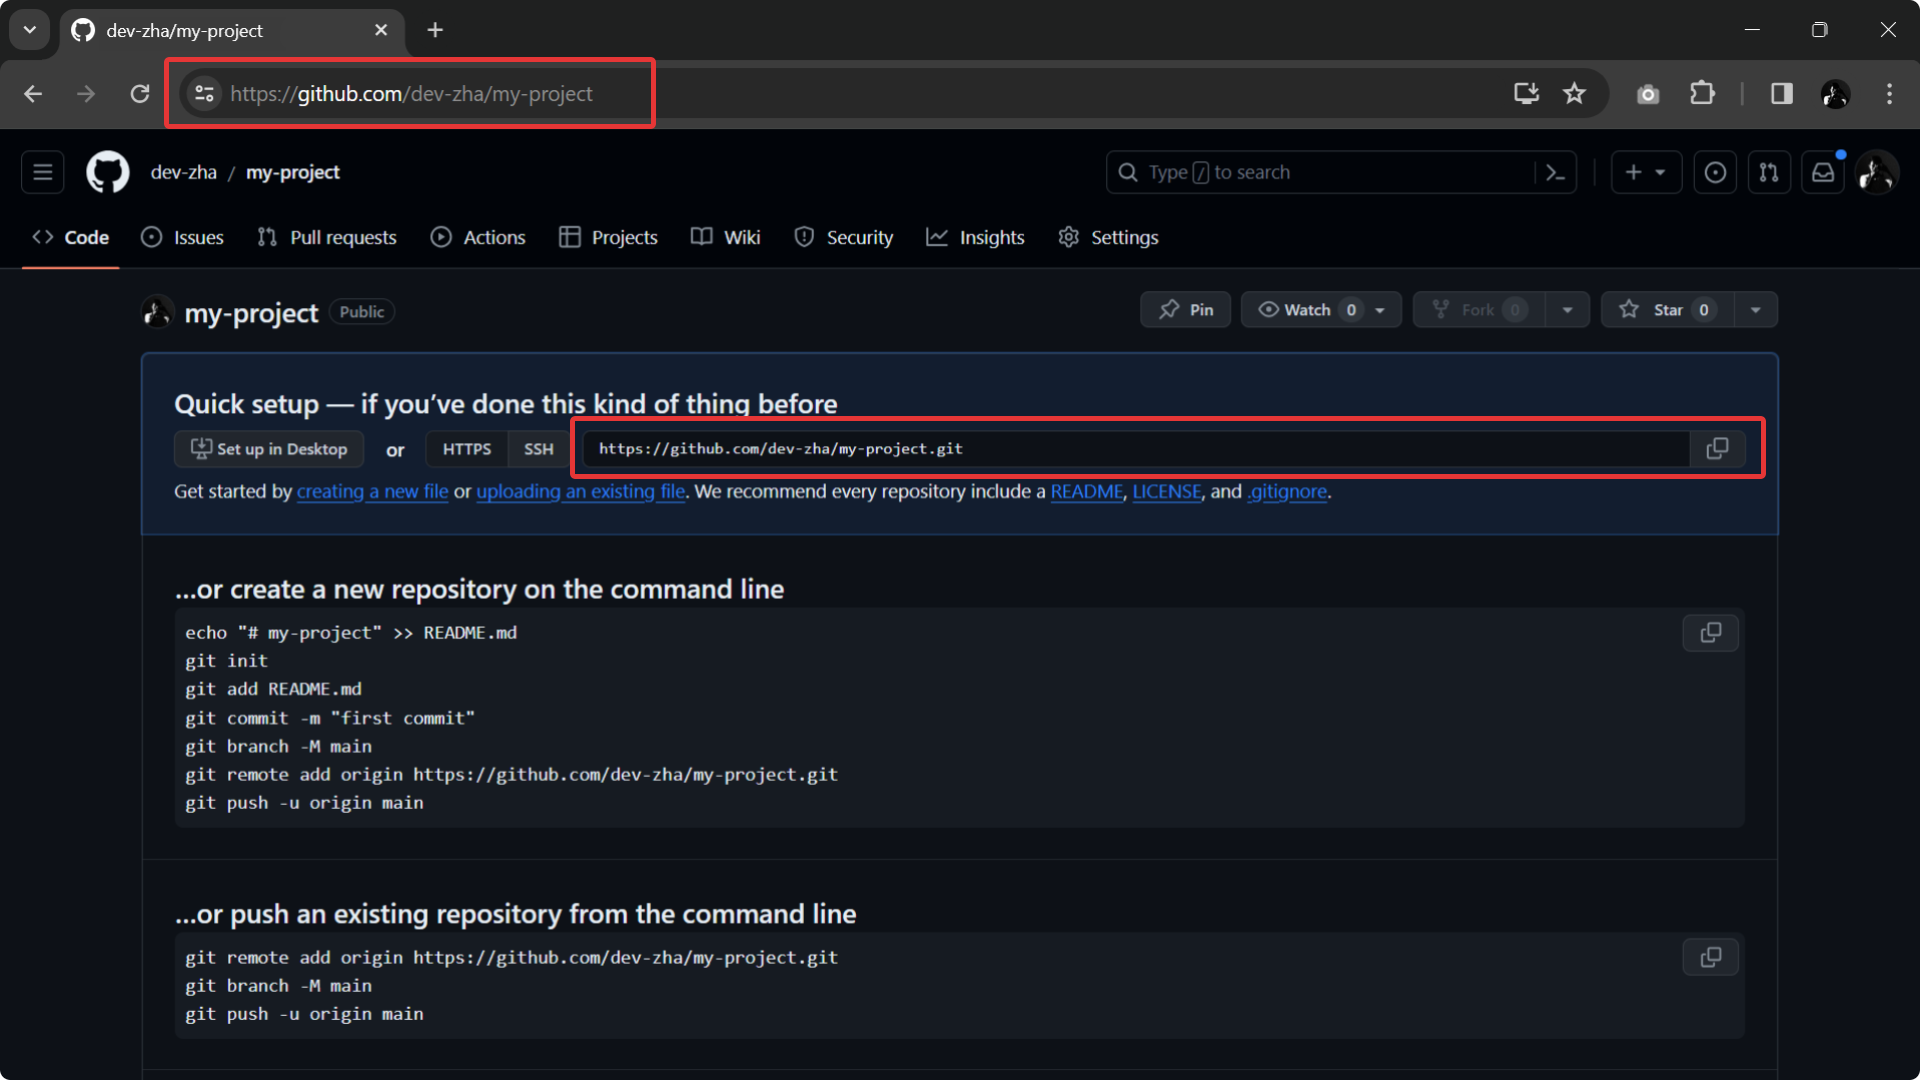 dev-zha/my-project
https://github.com/dev-zha/my-project
dev-zha / my-project
Type / to search
Code Issues Pull requests Actions Projects Wiki Security Insights Settings
my-project Public
Pin Watch 0 Fork 0 Star 0
Quick setup — if you’ve done this kind of thing before
Set up in Desktop or HTTPS SSH https://github.com/dev-zha/my-project.git
Get started by creating a new file or uploading an existing file. We recommend every repository include a README, LICENSE, and .gitignore.
…or create a new repository on the command line
echo "# my-project" >> README.md
git init
git add README.md
git commit -m "first commit"
git branch -M main
git remote add origin https://github.com/dev-zha/my-project.git
git push -u origin main
…or push an existing repository from the command line
git remote add origin https://github.com/dev-zha/my-project.git
git branch -M main
git push -u origin main